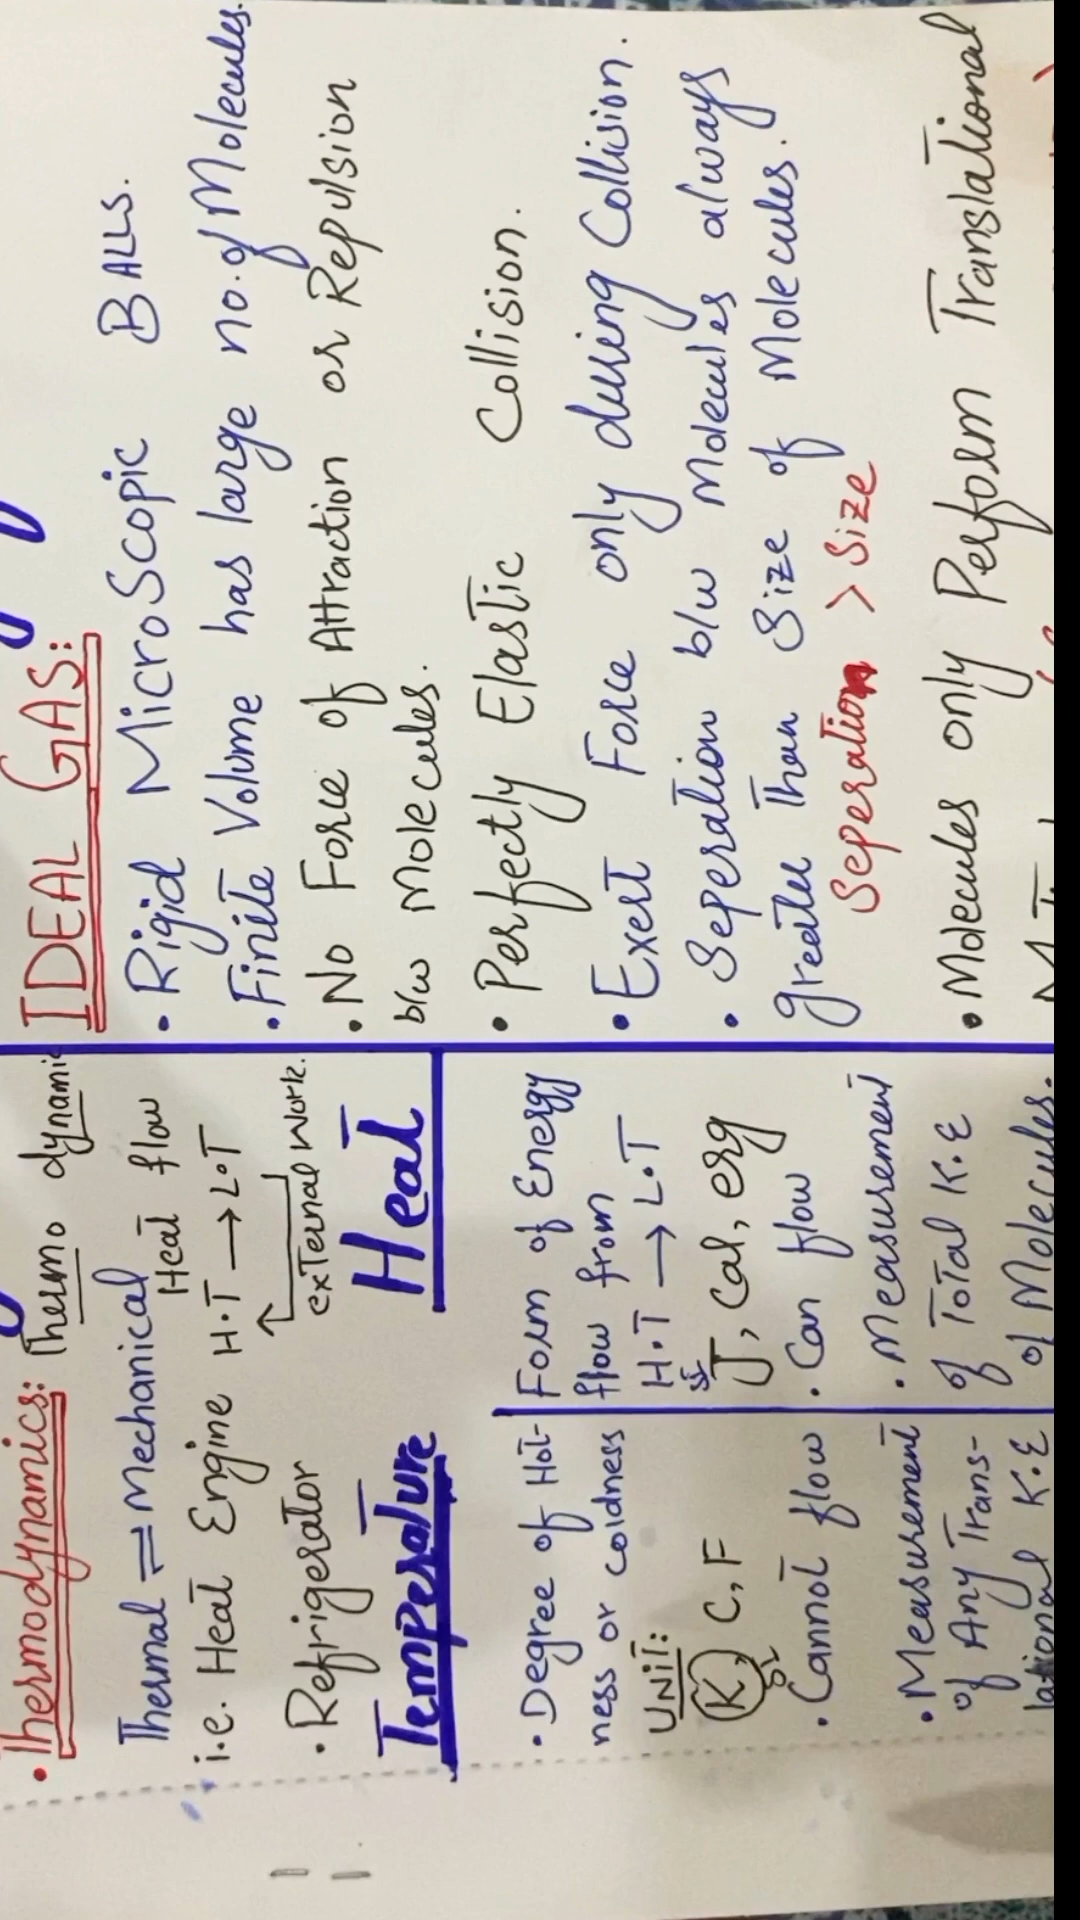 • Thermodynamics: Thermo dynamic
Thermal ⇌ Mechanical
Heat flow
i.e. Heat Engine H.T → L.T
• Refrigerator
exTernal Work.
Temperature
Heat
• Degree of Hot-
ness or coldness
UNIT:
(K), C, F
SI
• Cannot flow
• Measurement
of Any Trans-
lational K.E
Form of Energy
flow from
H.T → L.T
SI
J, Cal, erg
• Can flow
• Measurement
of Total K.E
of Molecules.
IDEAL GAS:
• Rigid MicroScopic BALLS.
• Finite Volume has large no. of Molecules.
• No Force of Attraction or Repulsion
b/w Molecules.
• Perfectly Elastic Collision.
• Exert Force only during Collision.
• Seperation b/w Molecules always
greater Than Size of Molecules.
Seperation > Size
• Molecules only Perform Translational